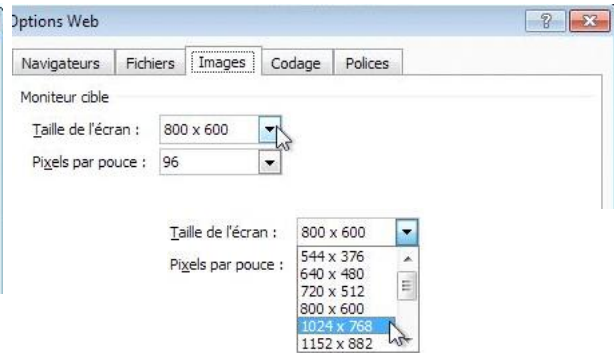 Options Web
Navigateurs Fichiers Images Codage Polices
Moniteur cible
Taille de l'écran : 800 x 600
Pixels par pouce : 96
Taille de l'écran : 800 x 600
Pixels par pouce :
544 x 376
640 x 480
720 x 512
800 x 600
1024 x 768
1152 x 882